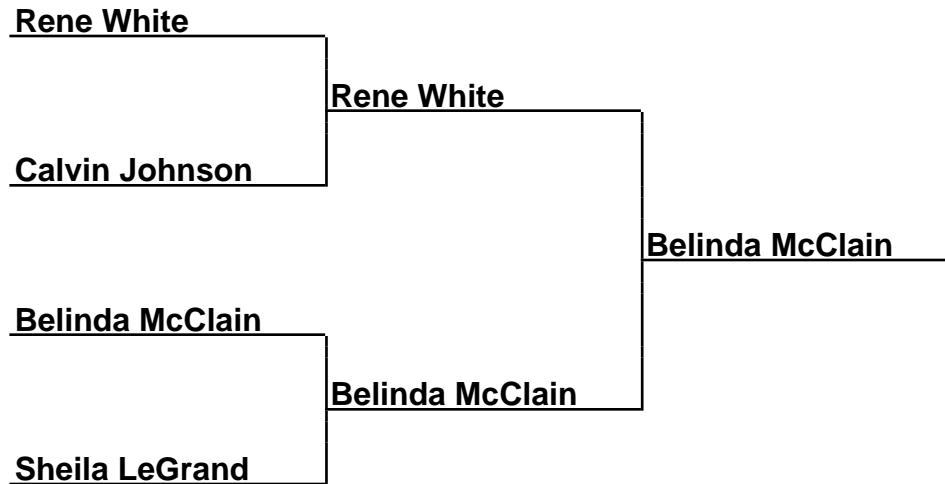 Rene White
Rene White
Calvin Johnson
Belinda McClain
Belinda McClain
Belinda McClain
Sheila LeGrand